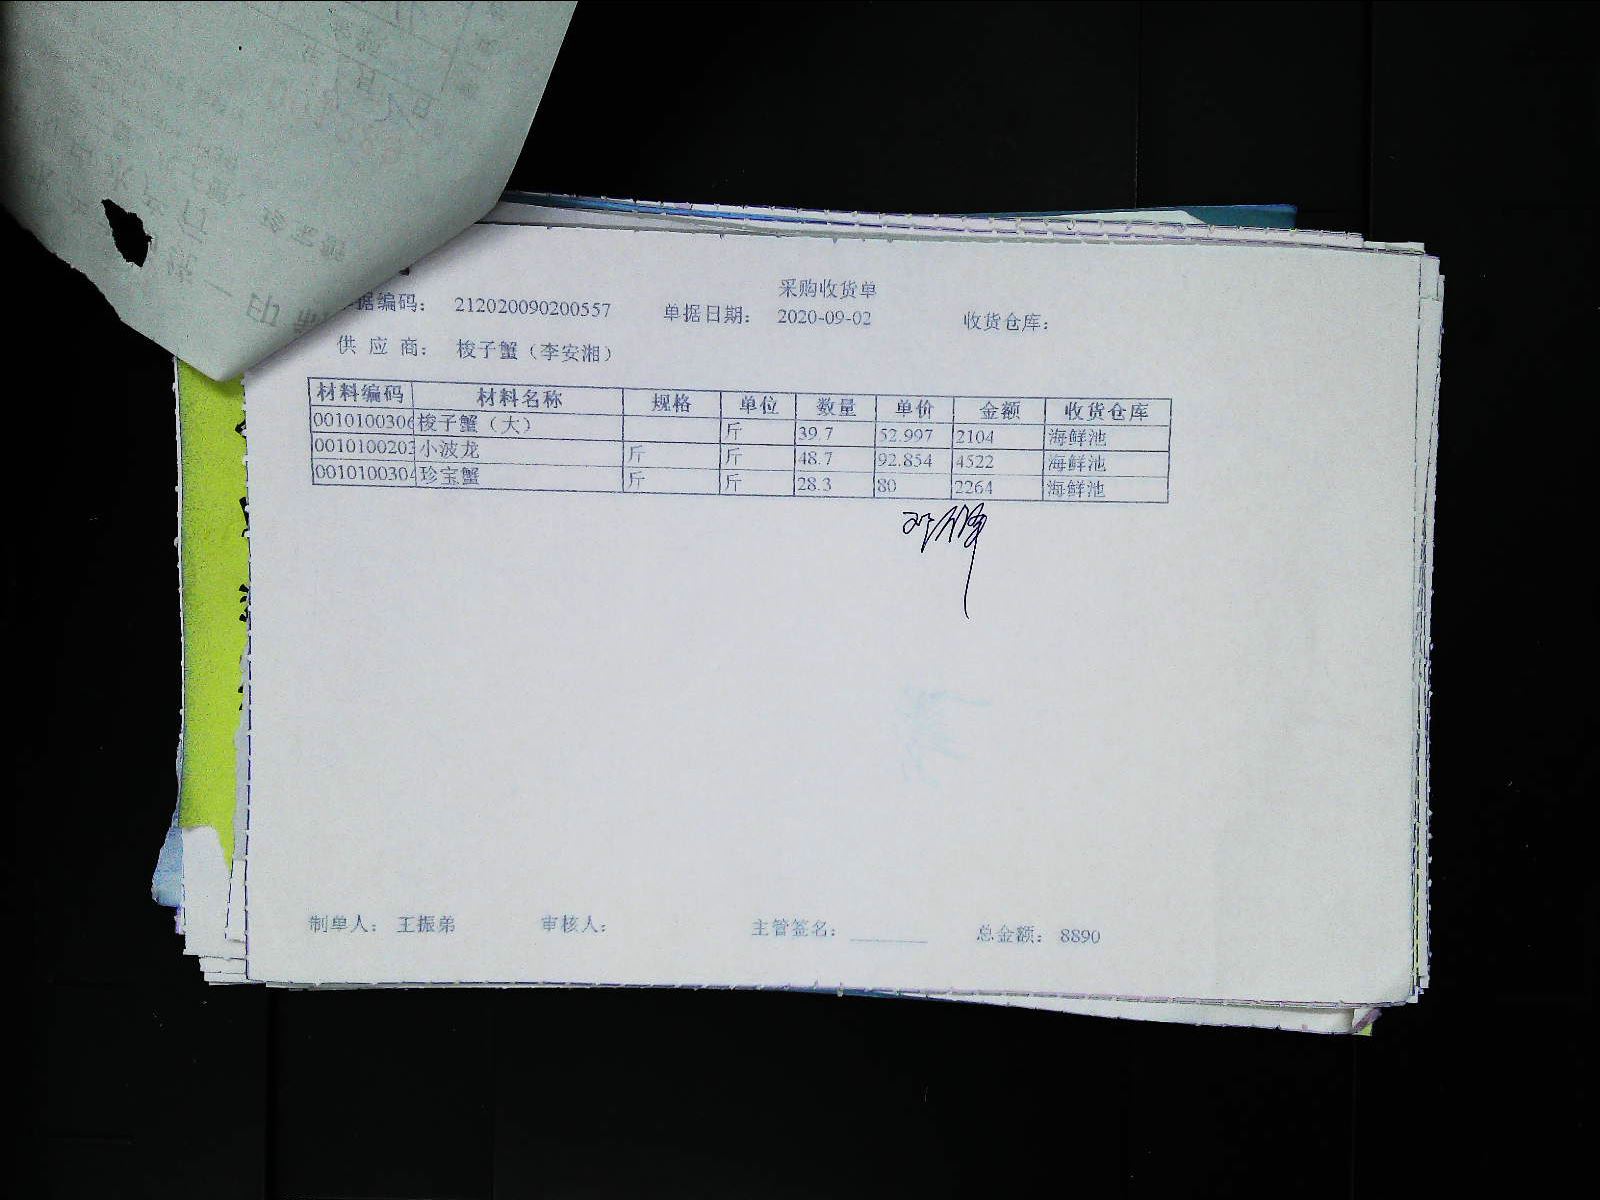 采购收货单
据编码： 212020090200557 单据日期： 2020-09-02 收货仓库：
供 应 商： 梭子蟹（李安湘）
材料编码 材料名称 规格 单位 数量 单价 金额 收货仓库
0010100306 梭子蟹（大） 斤 39.7 52.997 2104 海鲜池
0010100203 小波龙 斤 斤 48.7 92.854 4522 海鲜池
0010100304 珍宝蟹 斤 斤 28.3 80 2264 海鲜池
制单人： 王振弟 审核人： 主管签名： 总金额： 8890